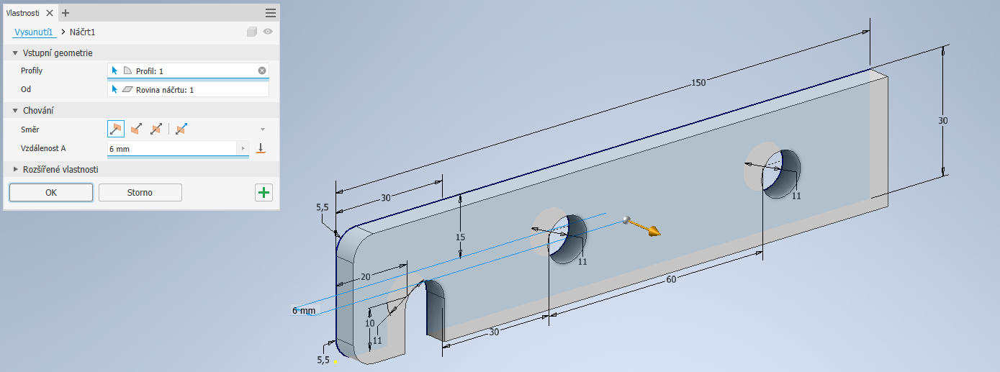 Vlastnosti
Vysunutí1 > Náčrt1
Vstupní geometrie
Profily Profil: 1
Od Rovina náčrtu: 1
Chování
Směr
Vzdálenost A 6 mm
Rozšířené vlastnosti
OK Storno
150
30
30
5,5
15
11
11
20
60
6 mm
10
11
30
5,5